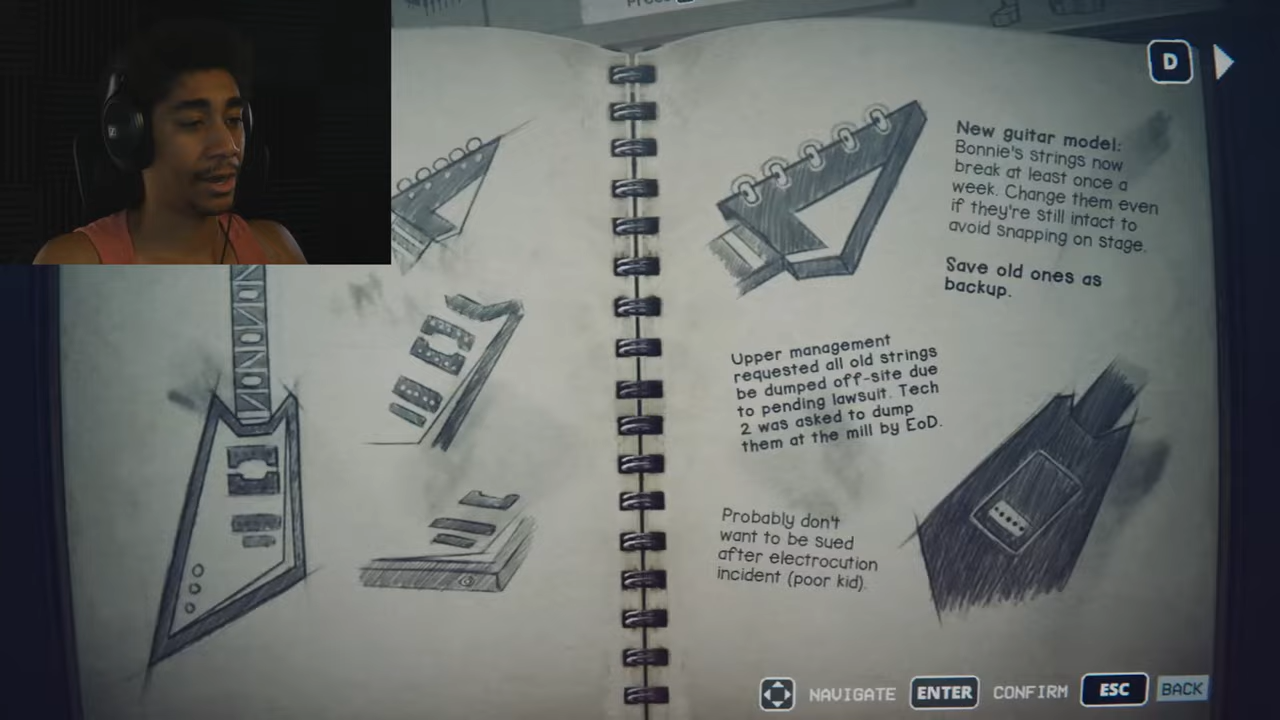 D
New guitar model:
Bonnie's strings now
break at least once a
week. Change them even
if they're still intact to
avoid snapping on stage.
Save old ones as
backup.
Upper management
requested all old strings
be dumped off-site due
to pending lawsuit. Tech
2 was asked to dump
them at the mill by EoD.
Probably don't
want to be sued
after electrocution
incident (poor kid).
NAVIGATE ENTER CONFIRM ESC BACK